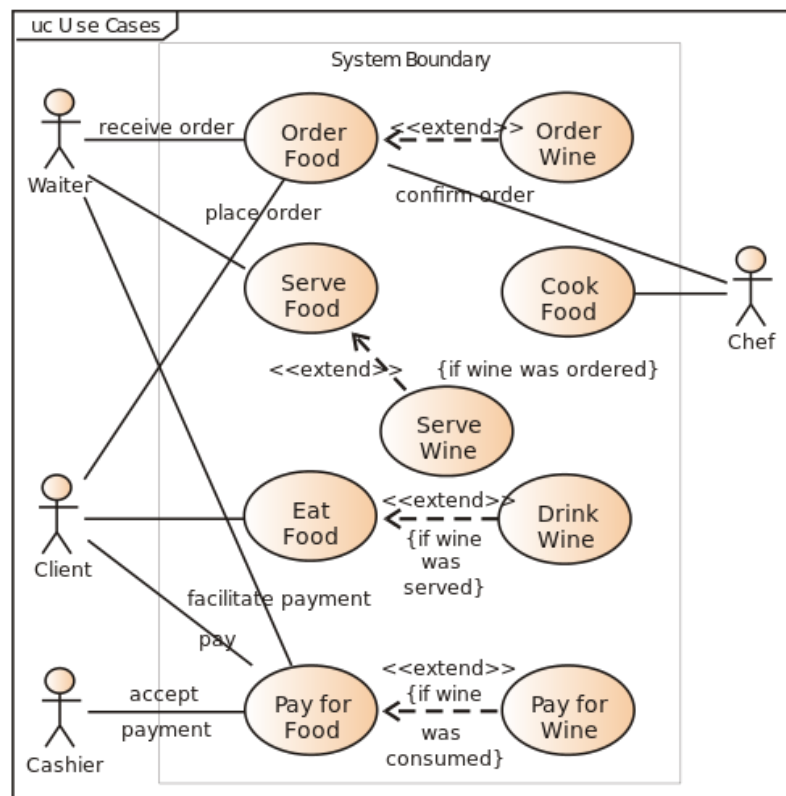 uc Use Cases
System Boundary
receive order
Order
Food
<<extend>>
Order
Wine
Waiter
place order
confirm order
Serve
Food
Cook
Food
Chef
<<extend>>
{if wine was ordered}
Serve
Wine
Client
Eat
Food
<<extend>>
{if wine
was
served}
Drink
Wine
facilitate payment
pay
Cashier
accept
payment
Pay for
Food
<<extend>>
{if wine
was
consumed}
Pay for
Wine